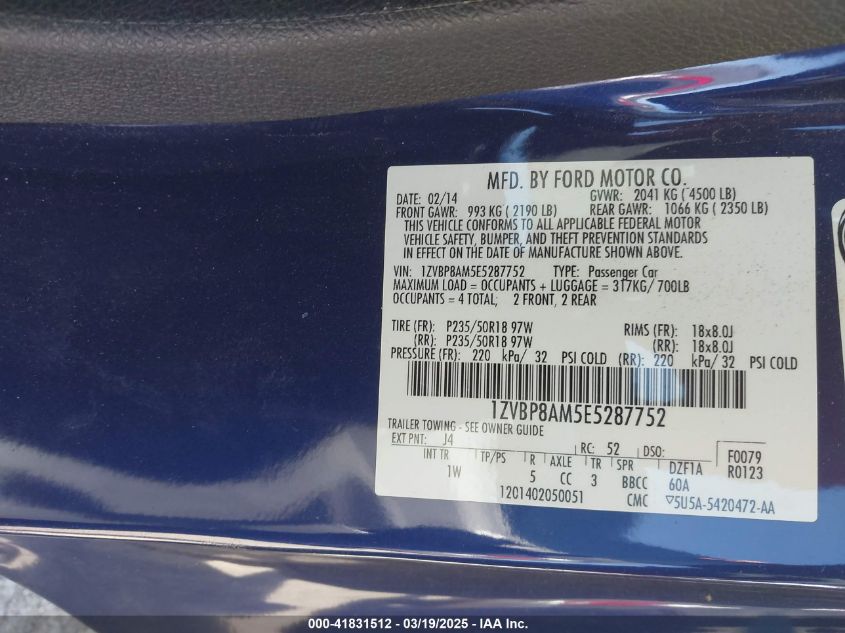 MFD. BY FORD MOTOR CO.
DATE: 02/14 GVWR: 2041 KG ( 4500 LB)
FRONT GAWR: 993 KG ( 2190 LB) REAR GAWR: 1066 KG ( 2350 LB)
THIS VEHICLE CONFORMS TO ALL APPLICABLE FEDERAL MOTOR
VEHICLE SAFETY, BUMPER, AND THEFT PREVENTION STANDARDS
IN EFFECT ON THE DATE OF MANUFACTURE SHOWN ABOVE.
VIN: 1ZVBP8AM5E5287752 TYPE: Passenger Car
MAXIMUM LOAD = OCCUPANTS + LUGGAGE = 317KG/ 700LB
OCCUPANTS = 4 TOTAL; 2 FRONT, 2 REAR
TIRE (FR): P235/50R18 97W RIMS (FR): 18x8.0J
(RR): P235/50R18 97W (RR): 18x8.0J
PRESSURE (FR): 220 kPa/ 32 PSI COLD (RR): 220 kPa/ 32 PSI COLD
1ZVBP8AM5E5287752
TRAILER TOWING - SEE OWNER GUIDE
EXT PNT: J4 RC: 52 DSO: F0079
INT TR TP/PS R AXLE TR SPR DZF1A R0123
1W 5 CC 3 BBCC 60A
1201402050051 CMC ▽5U5A-5420472-AA
000-41831512 - 03/19/2025 - IAA Inc.